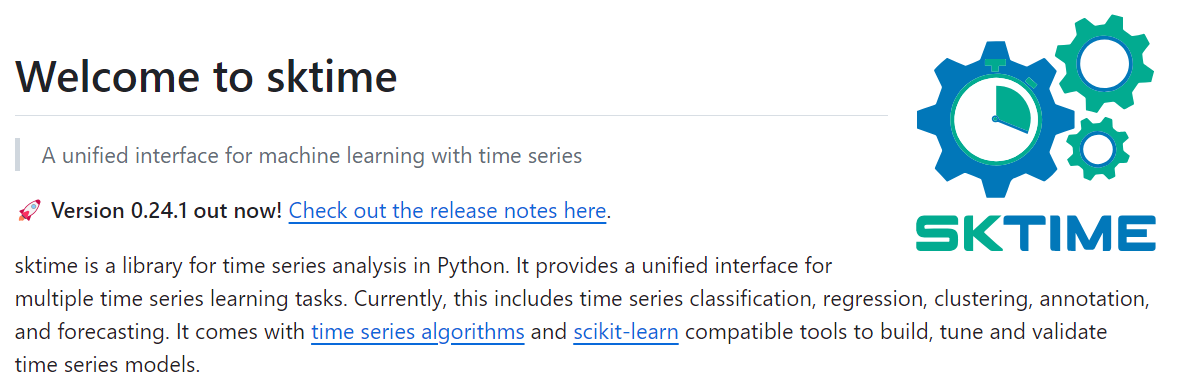 Welcome to sktime
A unified interface for machine learning with time series
🚀 Version 0.24.1 out now! Check out the release notes here.
SKTIME
sktime is a library for time series analysis in Python. It provides a unified interface for
multiple time series learning tasks. Currently, this includes time series classification, regression, clustering, annotation,
and forecasting. It comes with time series algorithms and scikit-learn compatible tools to build, tune and validate
time series models.